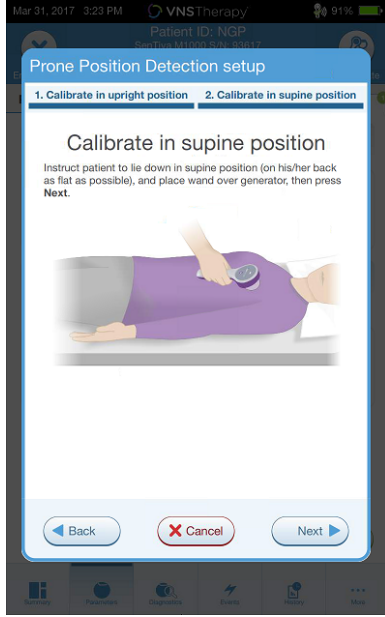 Mar 31, 2017 3:23 PM VNSTherapy 91%
Patient ID: NGP
SenTiva M1000 S/N: 93617
Prone Position Detection setup
1. Calibrate in upright position 2. Calibrate in supine position
Calibrate in supine position
Instruct patient to lie down in supine position (on his/her back
as flat as possible), and place wand over generator, then press
Next.
Back Cancel Next
Summary Parameters Diagnostics Events History More